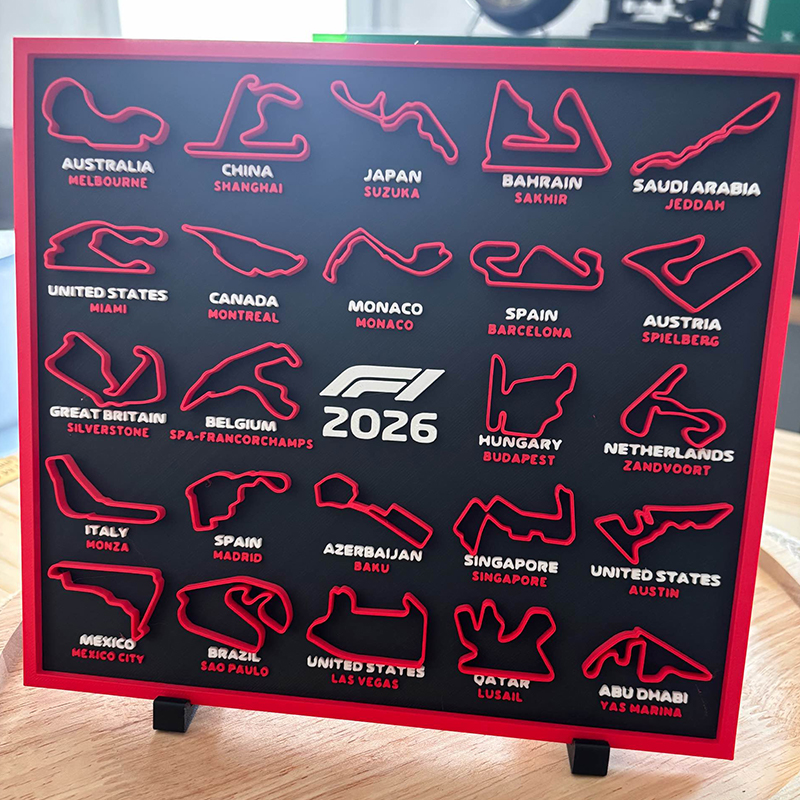 AUSTRALIA
MELBOURNE
CHINA
SHANGHAI
JAPAN
SUZUKA
BAHRAIN
SAKHIR
SAUDI ARABIA
JEDDAH
UNITED STATES
MIAMI
CANADA
MONTREAL
MONACO
MONACO
SPAIN
BARCELONA
AUSTRIA
SPIELBERG
GREAT BRITAIN
SILVERSTONE
BELGIUM
SPA-FRANCORCHAMPS
F1
2026
HUNGARY
BUDAPEST
NETHERLANDS
ZANDVOORT
ITALY
MONZA
SPAIN
MADRID
AZERBAIJAN
BAKU
SINGAPORE
SINGAPORE
UNITED STATES
AUSTIN
MEXICO
MEXICO CITY
BRAZIL
SAO PAULO
UNITED STATES
LAS VEGAS
QATAR
LUSAIL
ABU DHABI
YAS MARINA